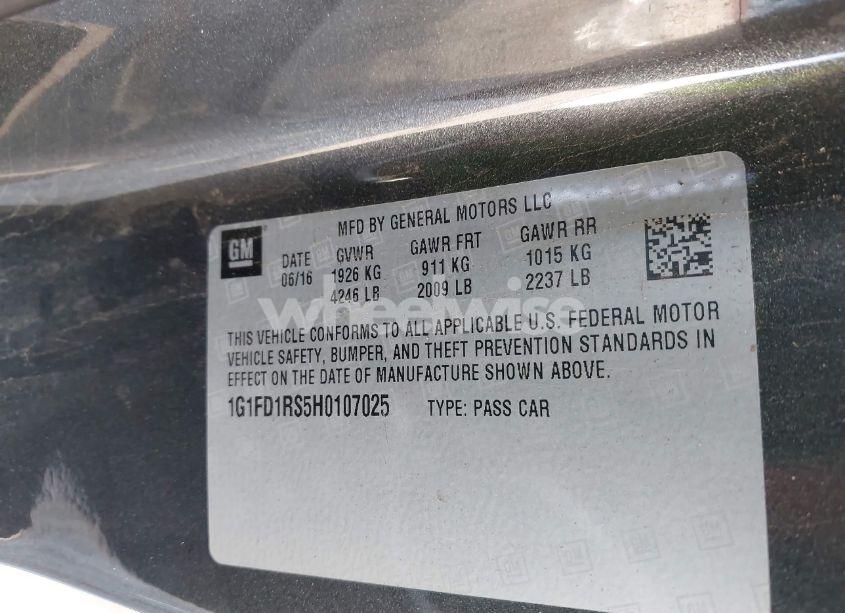 MFD BY GENERAL MOTORS LLC
GM
DATE GVWR GAWR FRT GAWR RR
06/16 1926 KG 911 KG 1015 KG
4246 LB 2009 LB 2237 LB
wheelwise
THIS VEHICLE CONFORMS TO ALL APPLICABLE U.S. FEDERAL MOTOR
VEHICLE SAFETY, BUMPER, AND THEFT PREVENTION STANDARDS IN
EFFECT ON THE DATE OF MANUFACTURE SHOWN ABOVE.
1G1FD1RS5H0107025 TYPE: PASS CAR